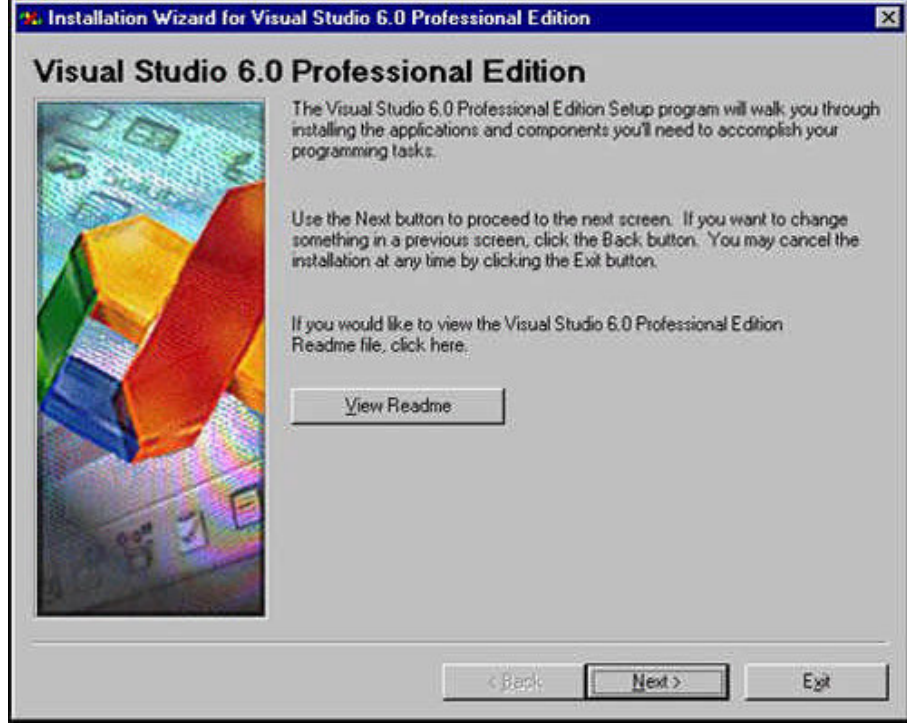 Installation Wizard for Visual Studio 6.0 Professional Edition
Visual Studio 6.0 Professional Edition
The Visual Studio 6.0 Professional Edition Setup program will walk you through
installing the applications and components you'll need to accomplish your
programming tasks.
Use the Next button to proceed to the next screen. If you want to change
something in a previous screen, click the Back button. You may cancel the
installation at any time by clicking the Exit button.
If you would like to view the Visual Studio 6.0 Professional Edition
Readme file, click here.
View Readme
< Back
Next >
Exit